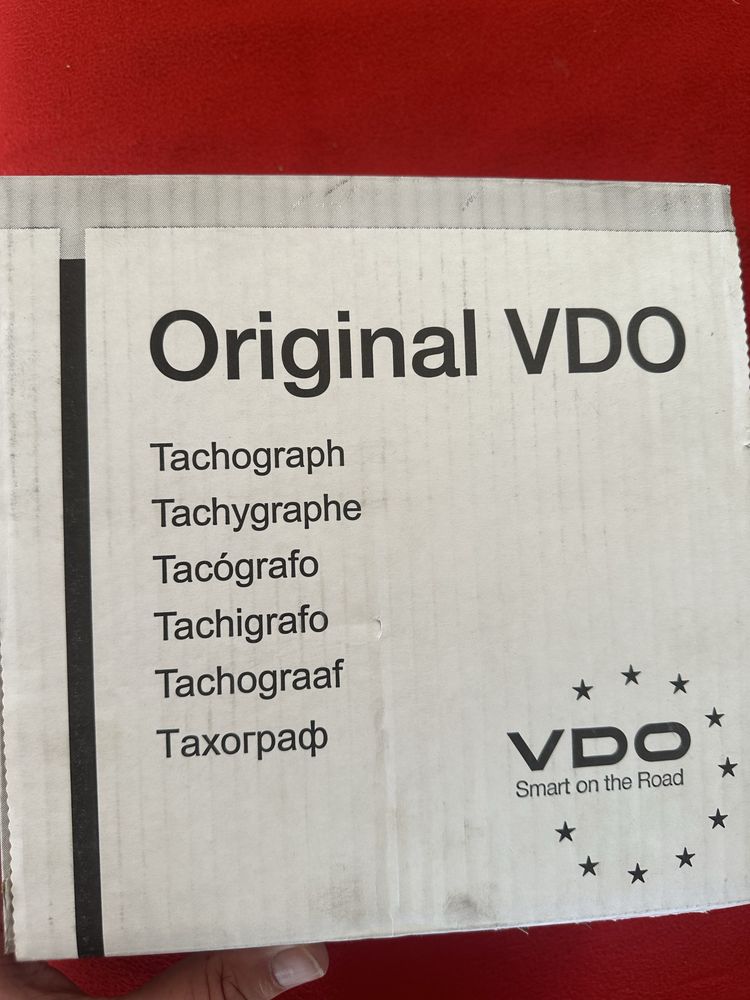 Original VDO
Tachograph
Tachygraphe
Tacógrafo
Tachigrafo
Tachograaf
Тахограф
VDO
Smart on the Road